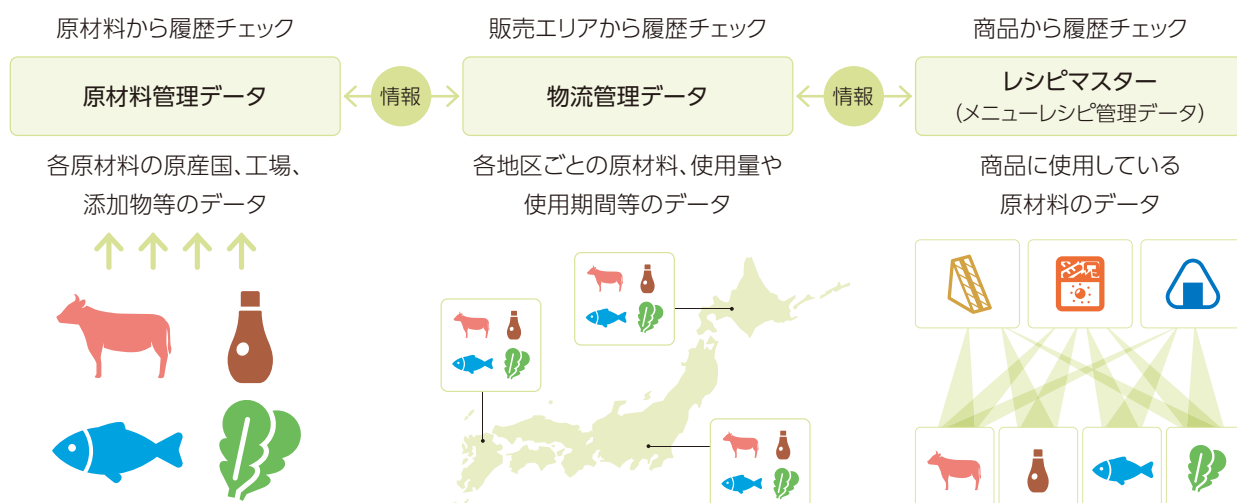 原材料から履歴チェック
原材料管理データ
各原材料の原産国、工場、
添加物等のデータ
情報
販売エリアから履歴チェック
物流管理データ
各地区ごとの原材料、使用量や
使用期間等のデータ
情報
商品から履歴チェック
レシピマスター
(メニューレシピ管理データ)
商品に使用している
原材料のデータ